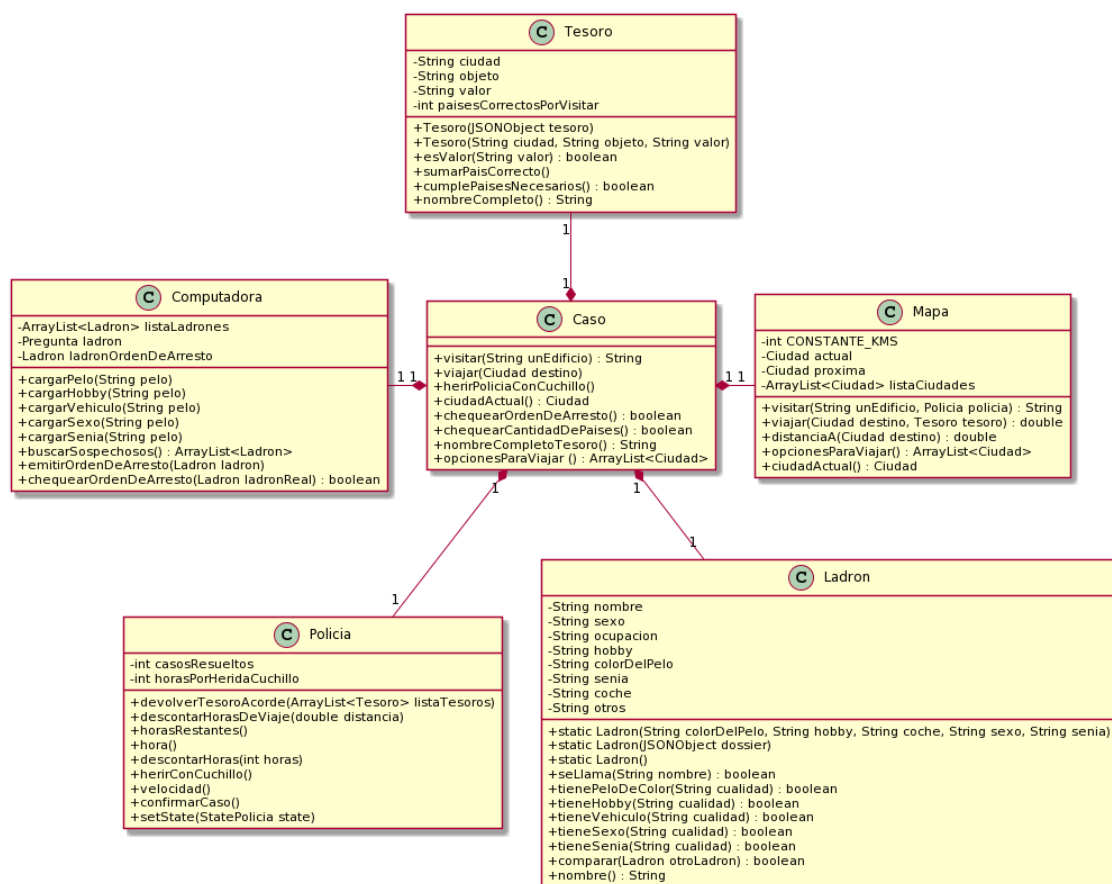 C Tesoro
-String ciudad
-String objeto
-String valor
-int paisesCorrectosPorVisitar
+Tesoro(JSONObject tesoro)
+Tesoro(String ciudad, String objeto, String valor)
+esValor(String valor) : boolean
+sumarPaisCorrecto()
+cumplePaisesNecesarios() : boolean
+nombreCompleto() : String
1
1
C Computadora
-ArrayList<Ladron> listaLadrones
-Pregunta ladron
-Ladron ladronOrdenDeArresto
+cargarPelo(String pelo)
+cargarHobby(String pelo)
+cargarVehiculo(String pelo)
+cargarSexo(String pelo)
+cargarSenia(String pelo)
+buscarSospechosos() : ArrayList<Ladron>
+emitirOrdenDeArresto(Ladron ladron)
+chequearOrdenDeArresto(Ladron ladronReal) : boolean
1 1
C Caso
+visitar(String unEdificio) : String
+viajar(Ciudad destino)
+herirPoliciaConCuchillo()
+ciudadActual() : Ciudad
+chequearOrdenDeArresto() : boolean
+chequearCantidadDePaises() : boolean
+nombreCompletoTesoro() : String
+opcionesParaViajar () : ArrayList<Ciudad>
1 1
C Mapa
-int CONSTANTE_KMS
-Ciudad actual
-Ciudad proxima
-ArrayList<Ciudad> listaCiudades
+visitar(String unEdificio, Policia policia) : String
+viajar(Ciudad destino, Tesoro tesoro) : double
+distanciaA(Ciudad destino) : double
+opcionesParaViajar() : ArrayList<Ciudad>
+ciudadActual() : Ciudad
1
1
1
1
C Policia
-int casosResueltos
-int horasPorHeridaCuchillo
+devolverTesoroAcorde(ArrayList<Tesoro> listaTesoros)
+descontarHorasDeViaje(double distancia)
+horasRestantes()
+hora()
+descontarHoras(int horas)
+herirConCuchillo()
+velocidad()
+confirmarCaso()
+setState(StatePolicia state)
C Ladron
-String nombre
-String sexo
-String ocupacion
-String hobby
-String colorDelPelo
-String senia
-String coche
-String otros
+static Ladron(String colorDelPelo, String hobby, String coche, String sexo, String senia)
+static Ladron(JSONObject dossier)
+static Ladron()
+seLlama(String nombre) : boolean
+tienePeloDeColor(String cualidad) : boolean
+tieneHobby(String cualidad) : boolean
+tieneVehiculo(String cualidad) : boolean
+tieneSexo(String cualidad) : boolean
+tieneSenia(String cualidad) : boolean
+comparar(Ladron otroLadron) : boolean
+nombre() : String